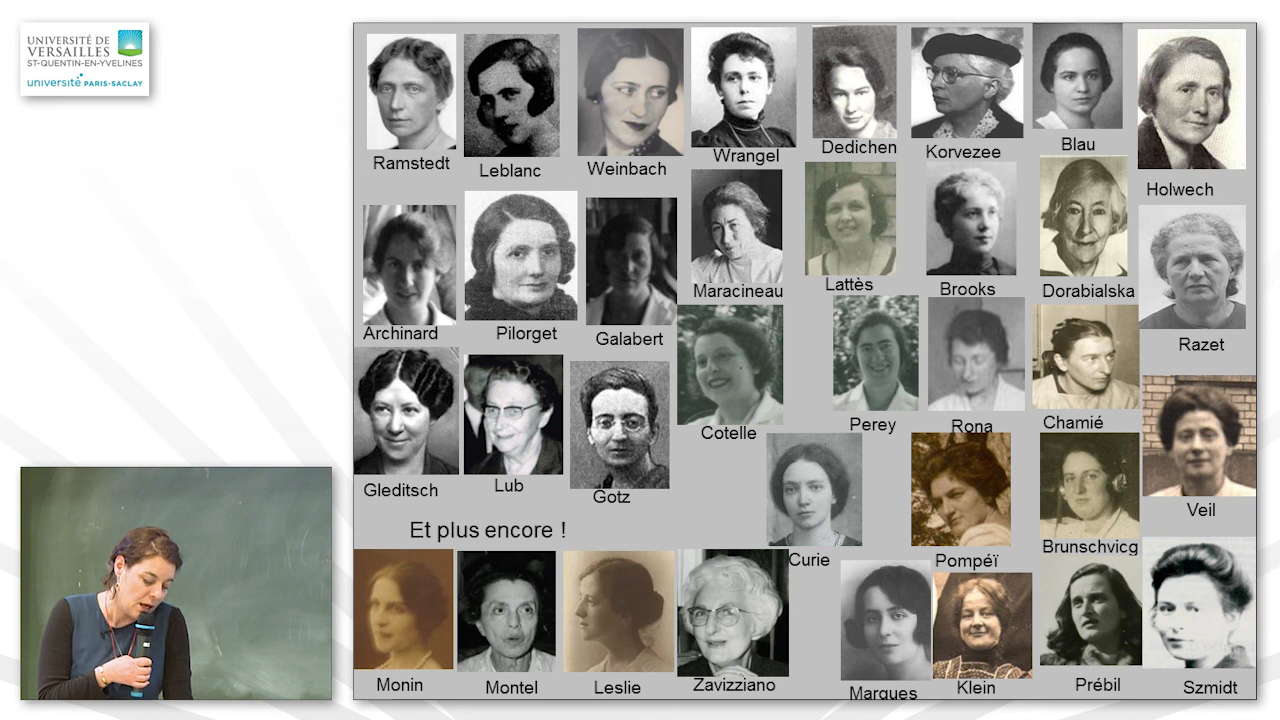 UNIVERSITÉ DE
VERSAILLES
ST-QUENTIN-EN-YVELINES
université PARIS-SACLAY
Ramstedt
Leblanc
Weinbach
Wrangel
Dedichen
Korvezee
Blau
Holwech
Archinard
Pilorget
Galabert
Maracineau
Lattès
Brooks
Dorabialska
Razet
Gleditsch
Lub
Gotz
Cotelle
Perey
Rona
Chamié
Veil
Et plus encore !
Curie
Pompéï
Brunschvicg
Monin
Montel
Leslie
Zavizziano
Marques
Klein
Prébil
Szmidt